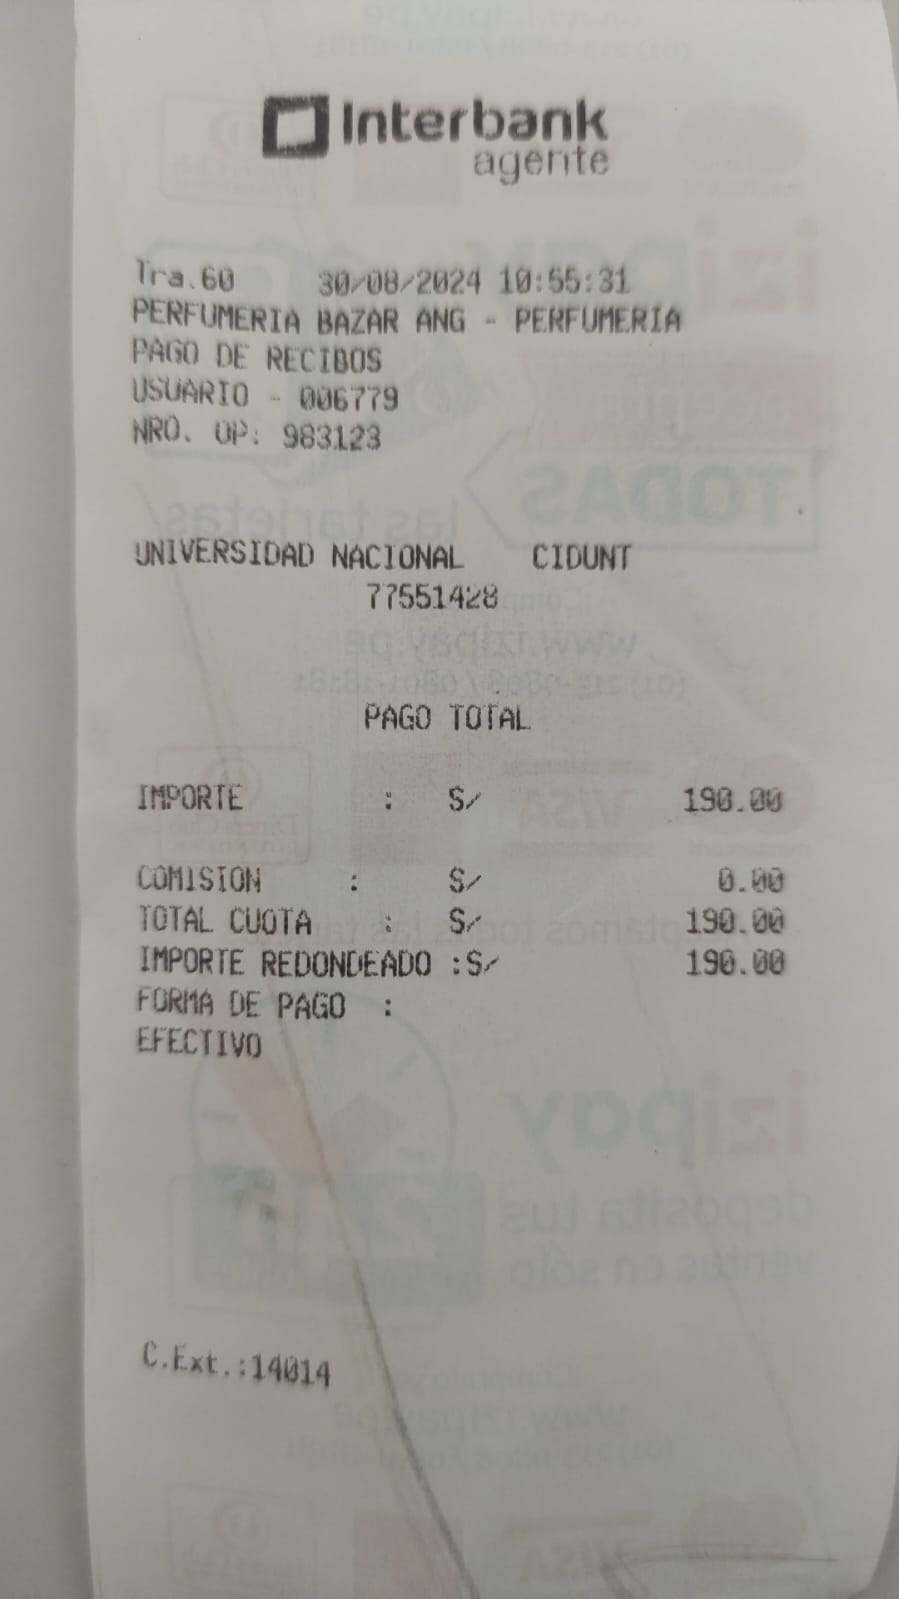 Interbank
agente
Tra.60 30/08/2024 10:55:31
PERFUMERIA BAZAR ANG - PERFUMERIA
PAGO DE RECIBOS
USUARIO - 006779
NRO. OP: 983123
UNIVERSIDAD NACIONAL CIDUNT
77551428
PAGO TOTAL
IMPORTE : S/ 190.00
COMISION : S/ 0.00
TOTAL CUOTA : S/ 190.00
IMPORTE REDONDEADO :S/ 190.00
FORMA DE PAGO :
EFECTIVO
C.Ext.:14014